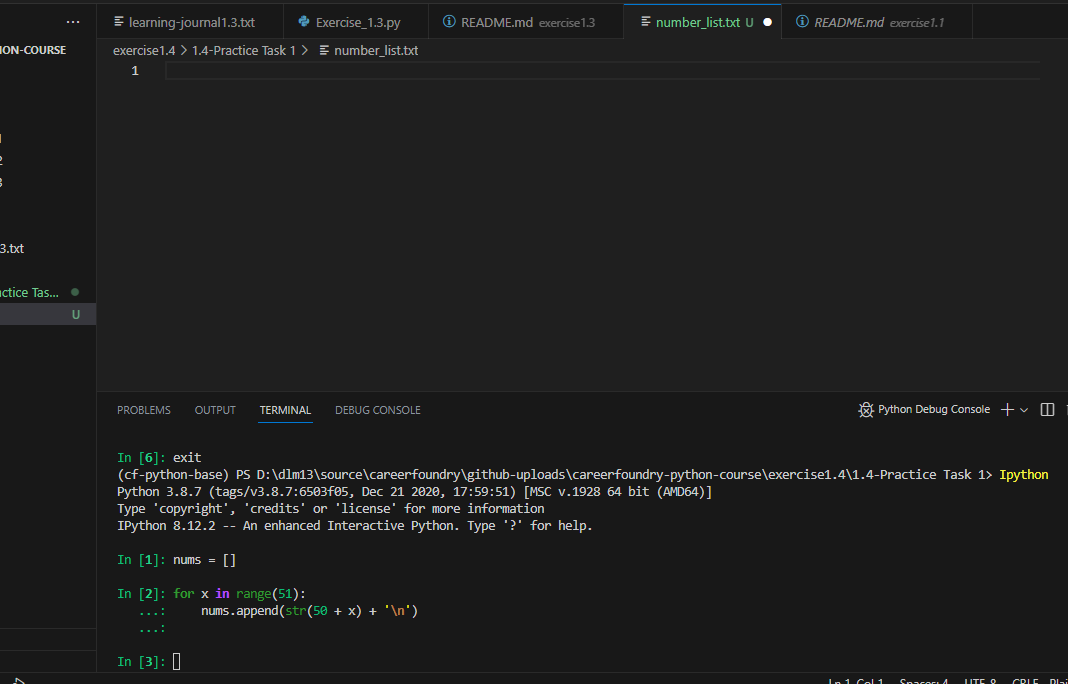 learning-journal1.3.txt Exercise_1.3.py README.md exercise1.3 number_list.txt U README.md exercise1.1
ION-COURSE
exercise1.4 > 1.4-Practice Task 1 > number_list.txt
1
2
3
3.txt
ctice Tas...
U
PROBLEMS OUTPUT TERMINAL DEBUG CONSOLE Python Debug Console
In [6]: exit
(cf-python-base) PS D:\dlm13\source\careerfoundry\github-uploads\careerfoundry-python-course\exercise1.4\1.4-Practice Task 1> Ipython
Python 3.8.7 (tags/v3.8.7:6503f05, Dec 21 2020, 17:59:51) [MSC v.1928 64 bit (AMD64)]
Type 'copyright', 'credits' or 'license' for more information
IPython 8.12.2 -- An enhanced Interactive Python. Type '?' for help.
In [1]: nums = []
In [2]: for x in range(51):
...: nums.append(str(50 + x) + '\n')
...:
In [3]:
Ln 1, Col 1 Spaces: 4 UTF-8 CRLF